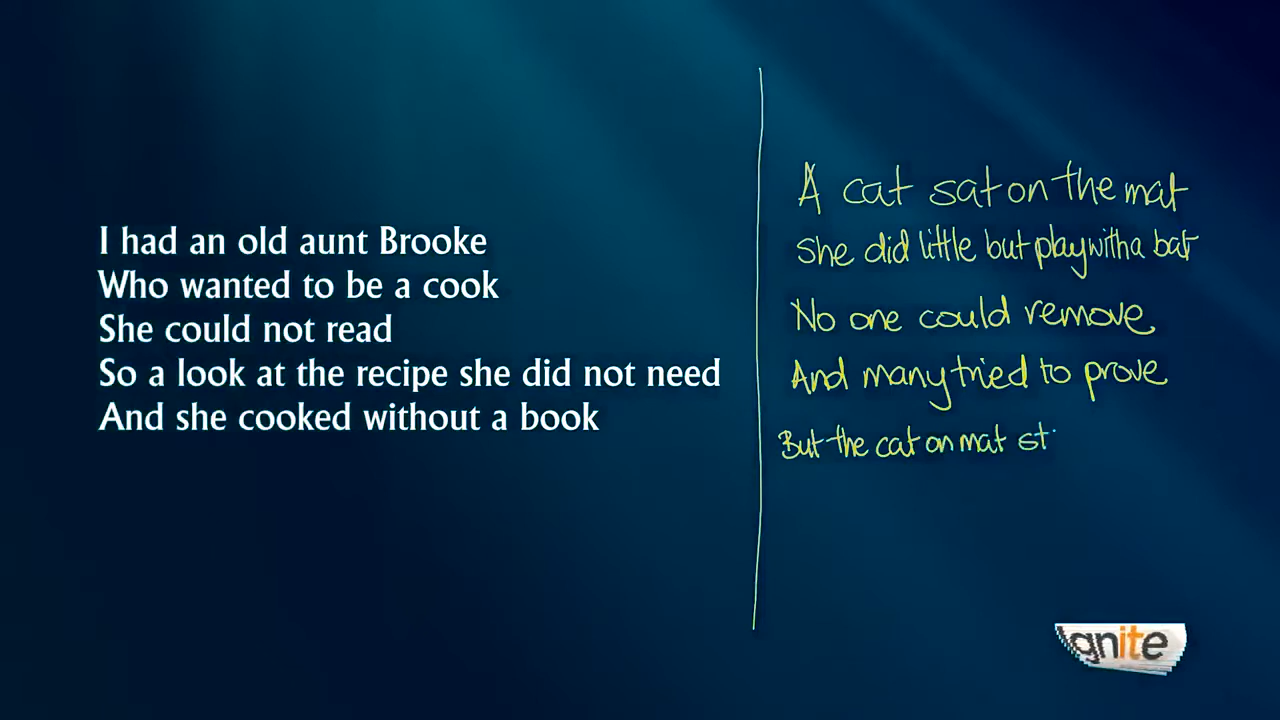 I had an old aunt Brooke
Who wanted to be a cook
She could not read
So a look at the recipe she did not need
And she cooked without a book
A cat sat on the mat
She did little but play with a bat
No one could remove
And many tried to prove
But the cat on mat st
ignite